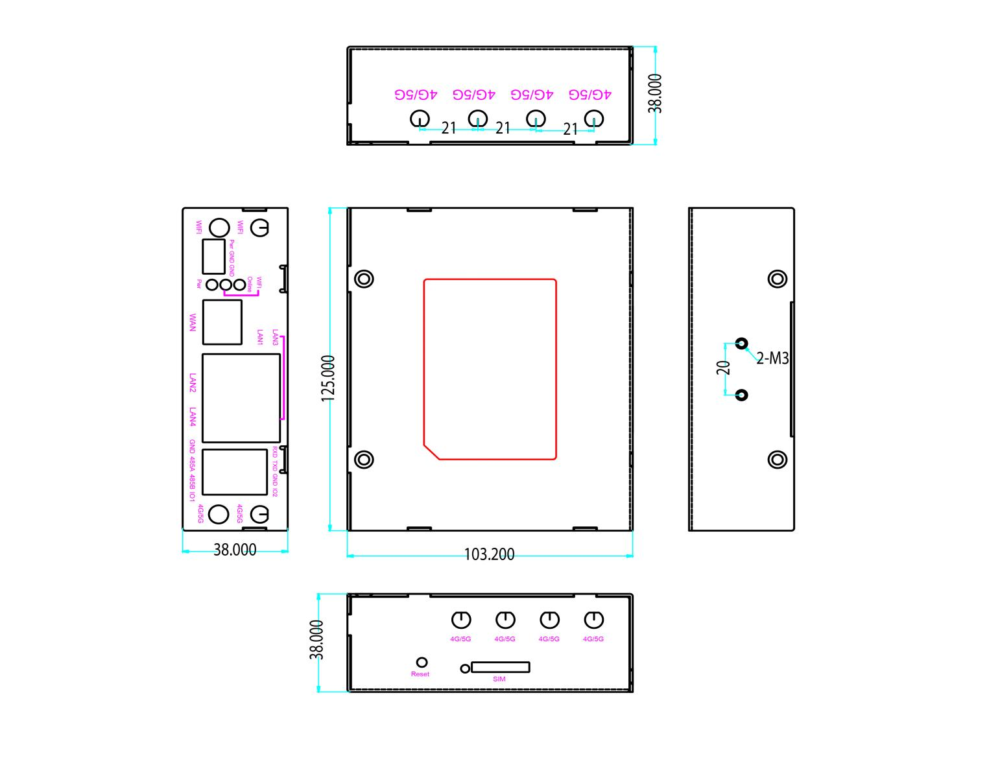 4G/5G 4G/5G 4G/5G 4G/5G
21 21 21
38.000
WIFI WIFI
Pwr GND GND
Pwr Online WIFI
WAN
LAN1 LAN3
LAN2
LAN4
GND 485A 485B IO1
RXD TXD GND IO2
4G/5G 4G/5G
38.000
125.000
103.200
2-M3
20
38.000
4G/5G 4G/5G 4G/5G 4G/5G
Reset
SIM